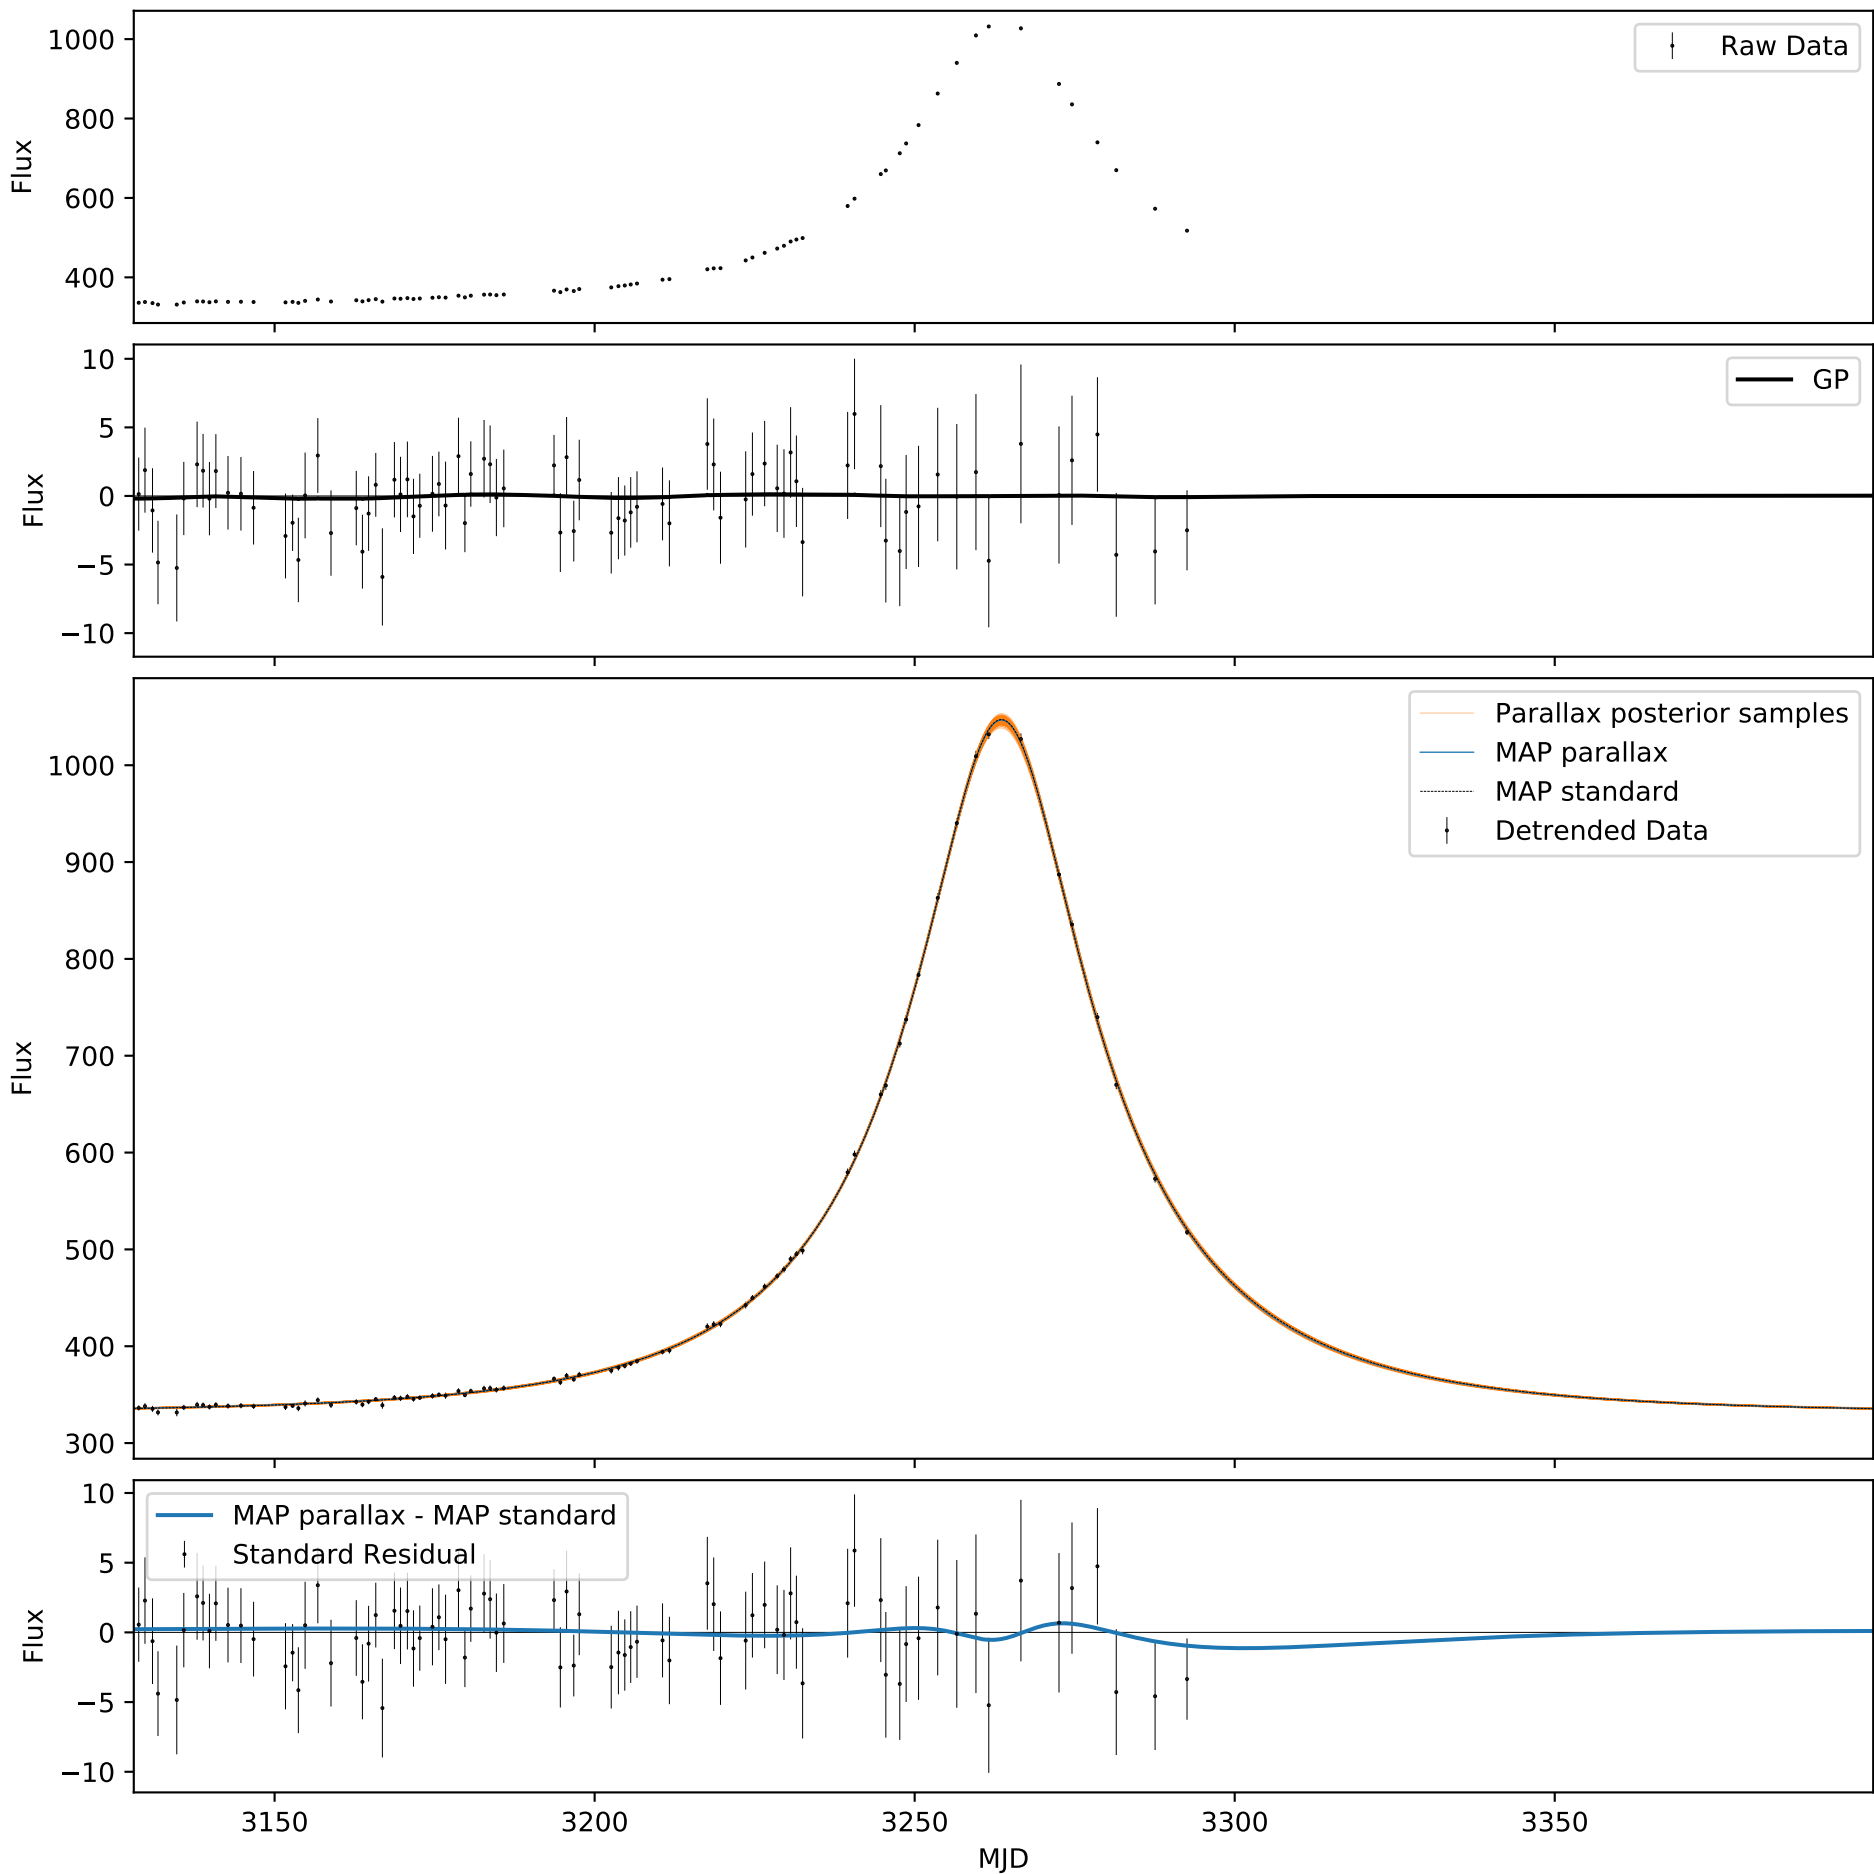 1000
800
600
400
Flux
Raw Data
10
5
0
−5
−10
Flux
GP
1000
900
800
700
600
500
400
300
Flux
Parallax posterior samples
MAP parallax
MAP standard
Detrended Data
10
5
0
−5
−10
Flux
MAP parallax - MAP standard
Standard Residual
3150 3200 3250 3300 3350
MJD